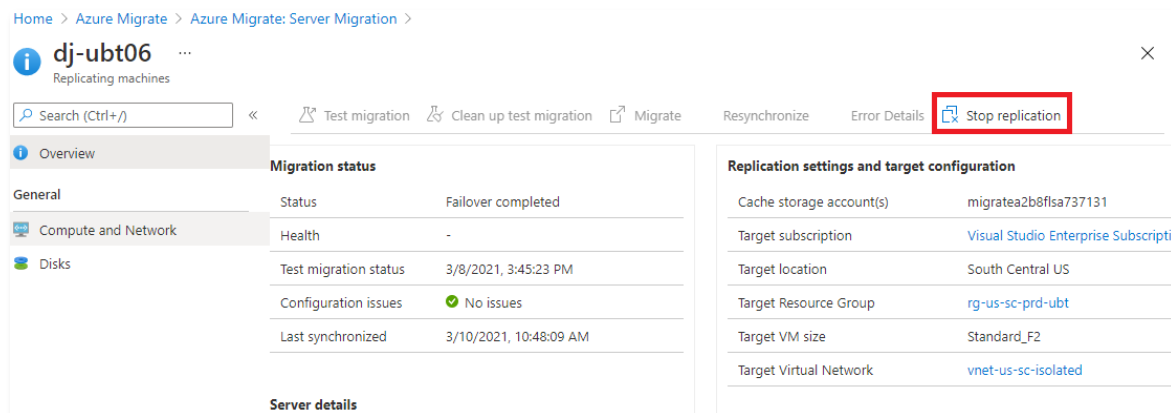 Home > Azure Migrate > Azure Migrate: Server Migration >
dj-ubt06 ...
Replicating machines
Search (Ctrl+/) «
Test migration Clean up test migration Migrate Resynchronize Error Details Stop replication
Overview
General
Compute and Network
Disks
Migration status
Status Failover completed
Health -
Test migration status 3/8/2021, 3:45:23 PM
Configuration issues No issues
Last synchronized 3/10/2021, 10:48:09 AM
Server details
Replication settings and target configuration
Cache storage account(s) migratea2b8flsa737131
Target subscription Visual Studio Enterprise Subscripti
Target location South Central US
Target Resource Group rg-us-sc-prd-ubt
Target VM size Standard_F2
Target Virtual Network vnet-us-sc-isolated